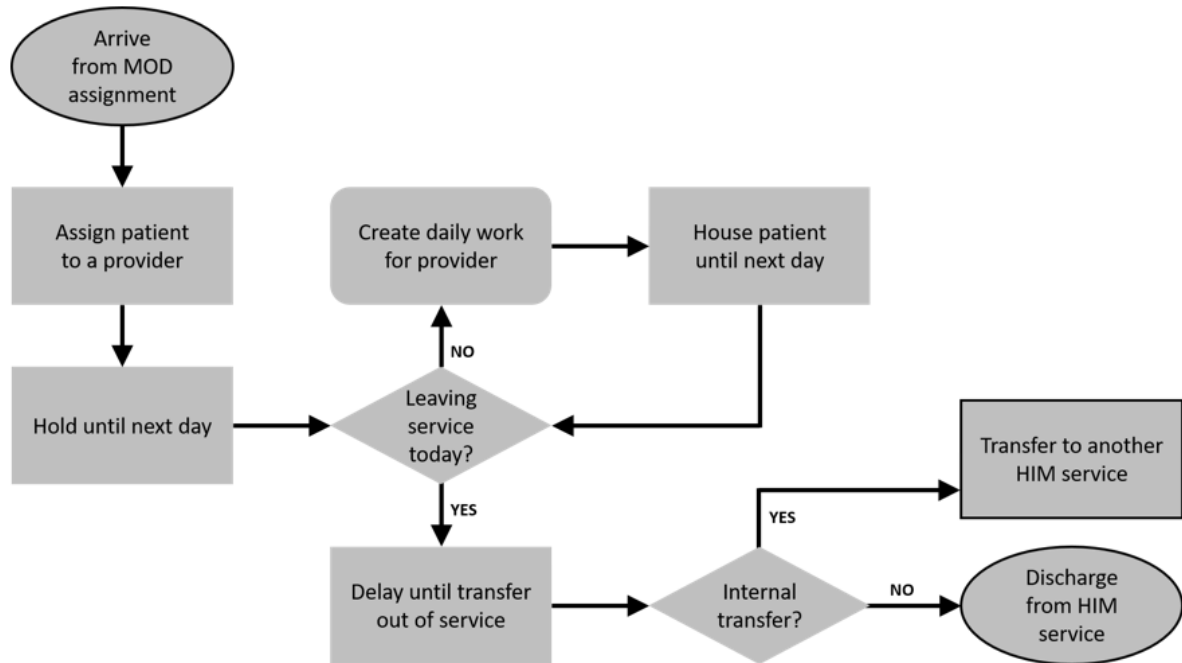 Arrive
from MOD
assignment
Assign patient
to a provider
Hold until next day
Create daily work
for provider
House patient
until next day
NO
Leaving
service
today?
YES
Delay until transfer
out of service
Internal
transfer?
YES
Transfer to another
HIM service
NO
Discharge
from HIM
service